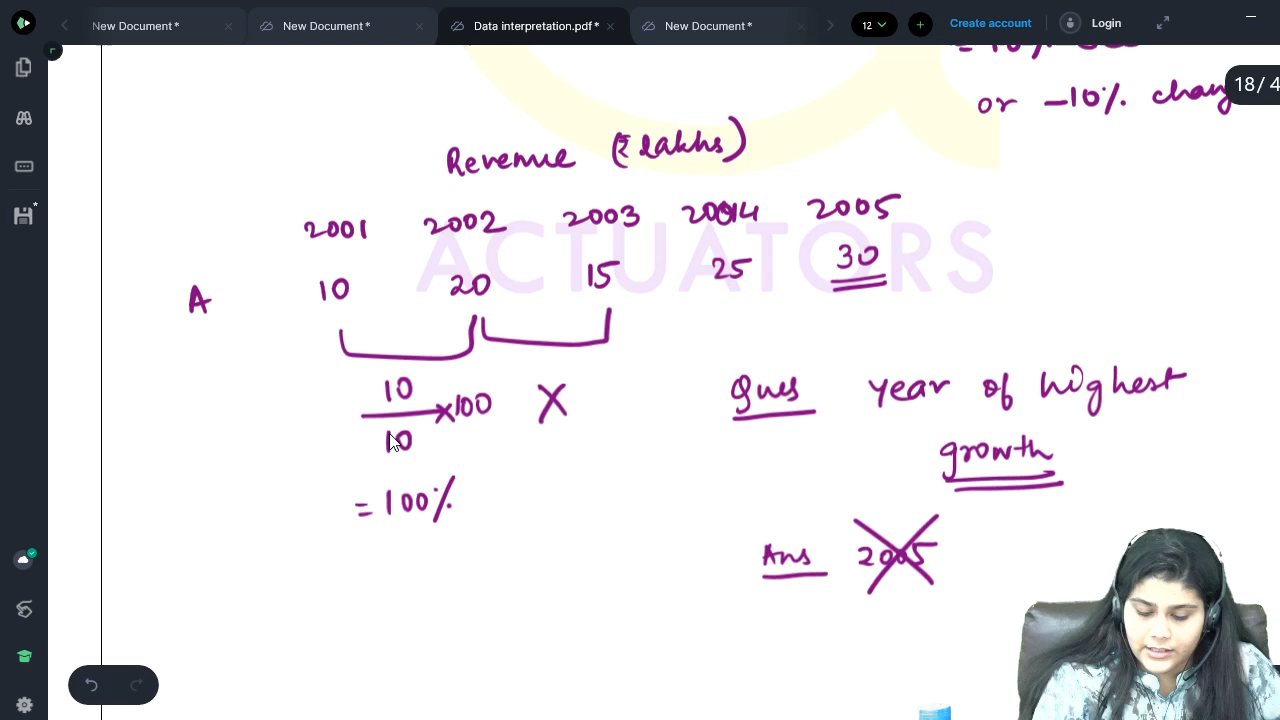 New Document*
New Document*
Data interpretation.pdf*
New Document*
12
Create account
Login
18/4
or -10% chang
Revenue (₹ lakhs)
2001 2002 2003 2004 2005
ACTUATORS
A 10 20 15 25 30
10/10 ×100 X
= 100%
Ques year of highest
growth
Ans 2005